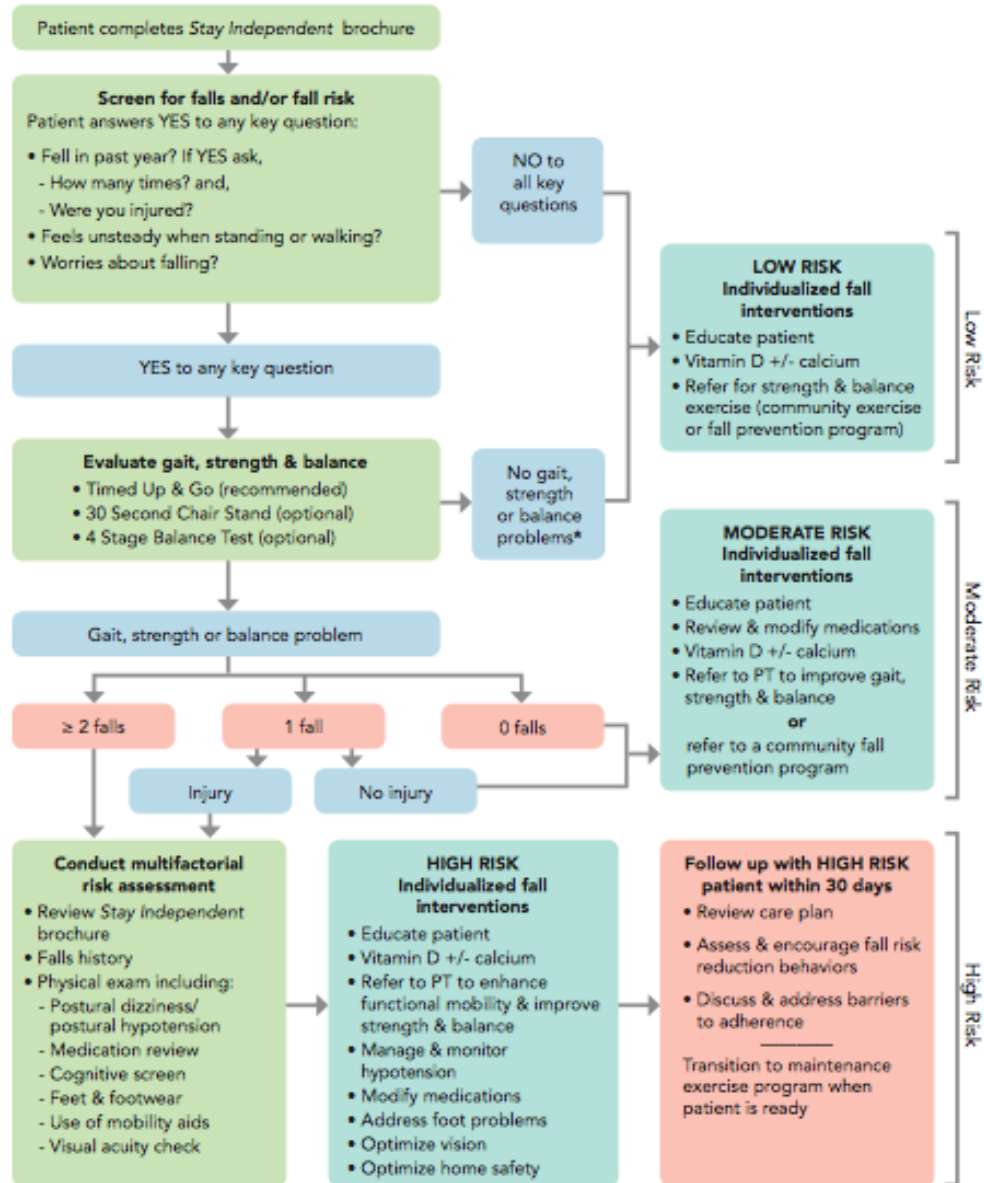 Patient completes Stay Independent brochure
Screen for falls and/or fall risk
Patient answers YES to any key question:
• Fell in past year? If YES ask,
- How many times? and,
- Were you injured?
• Feels unsteady when standing or walking?
• Worries about falling?
NO to
all key
questions
YES to any key question
Evaluate gait, strength & balance
• Timed Up & Go (recommended)
• 30 Second Chair Stand (optional)
• 4 Stage Balance Test (optional)
No gait,
strength
or balance
problems*
LOW RISK
Individualized fall
interventions
• Educate patient
• Vitamin D +/- calcium
• Refer for strength & balance
exercise (community exercise
or fall prevention program)
Low Risk
Gait, strength or balance problem
≥ 2 falls
1 fall
0 falls
Injury
No injury
MODERATE RISK
Individualized fall
interventions
• Educate patient
• Review & modify medications
• Vitamin D +/- calcium
• Refer to PT to improve gait,
strength & balance
or
refer to a community fall
prevention program
Moderate Risk
Conduct multifactorial
risk assessment
• Review Stay Independent
brochure
• Falls history
• Physical exam including:
- Postural dizziness/
postural hypotension
- Medication review
- Cognitive screen
- Feet & footwear
- Use of mobility aids
- Visual acuity check
HIGH RISK
Individualized fall
interventions
• Educate patient
• Vitamin D +/- calcium
• Refer to PT to enhance
functional mobility & improve
strength & balance
• Manage & monitor
hypotension
• Modify medications
• Address foot problems
• Optimize vision
• Optimize home safety
Follow up with HIGH RISK
patient within 30 days
• Review care plan
• Assess & encourage fall risk
reduction behaviors
• Discuss & address barriers
to adherence
Transition to maintenance
exercise program when
patient is ready
High Risk